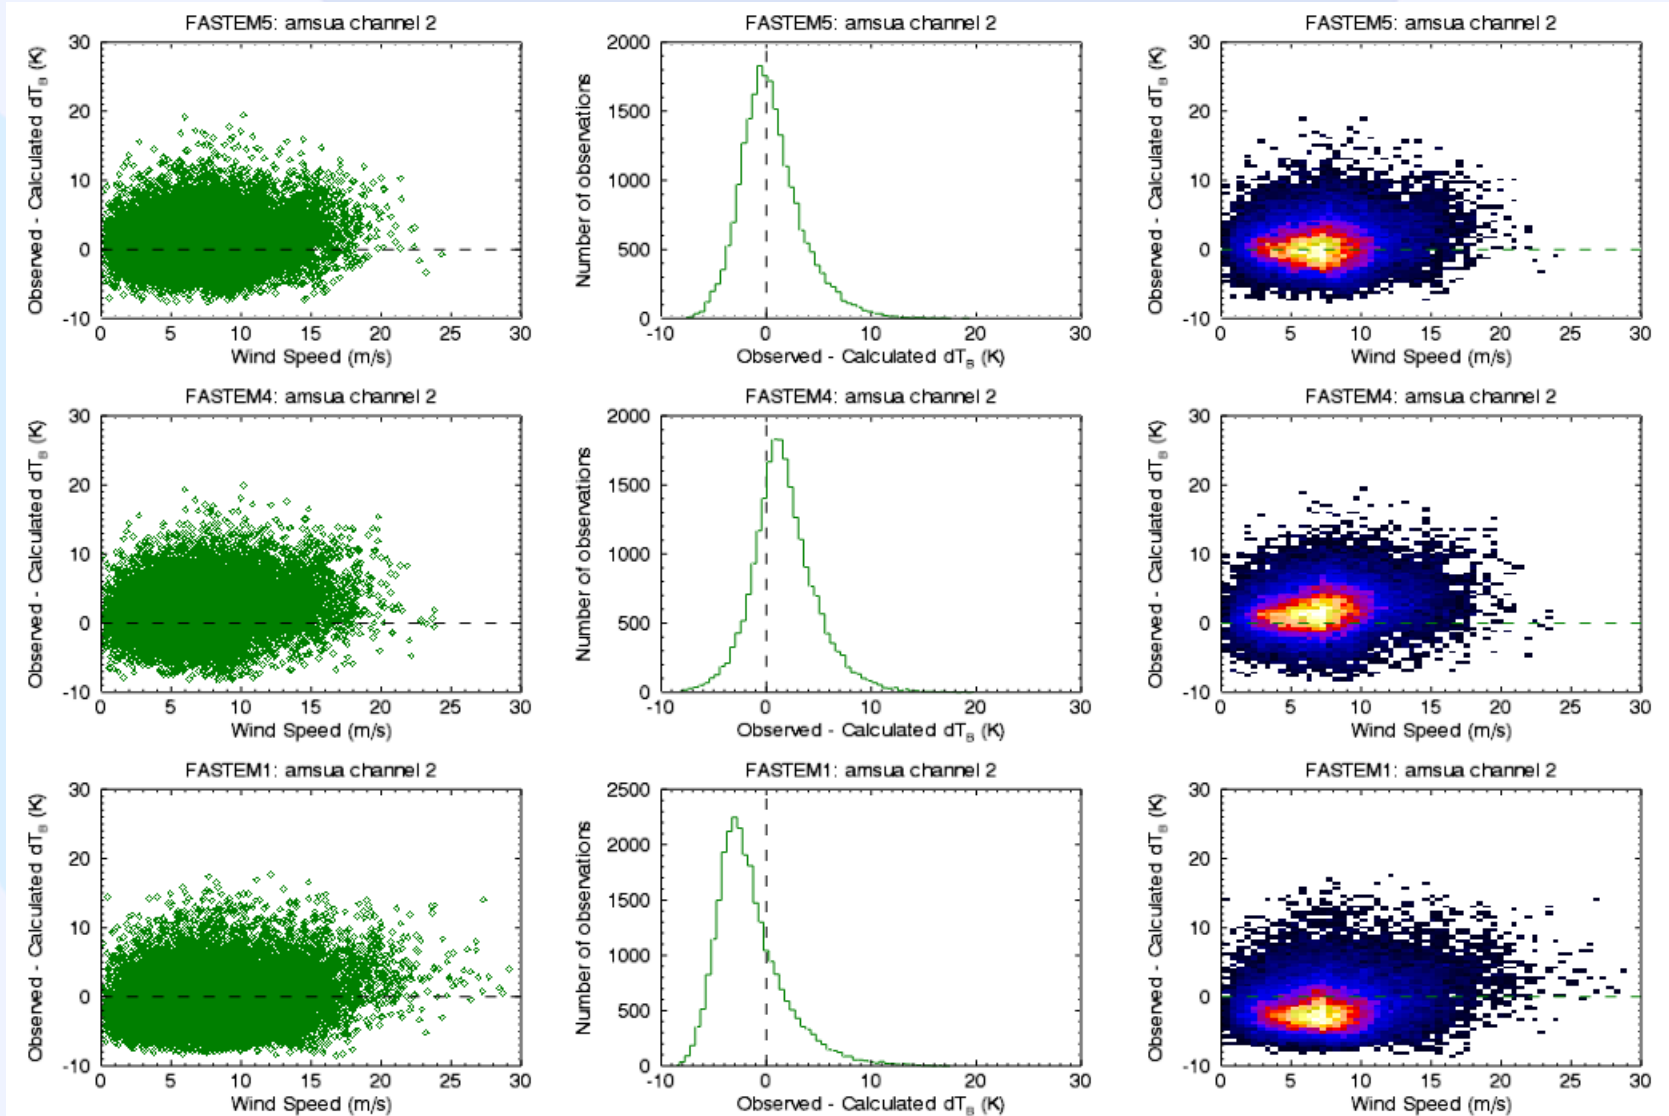 FASTEM5: amsua channel 2
FASTEM5: amsua channel 2
FASTEM5: amsua channel 2
Observed - Calculated dT_B (K)
30
20
10
0
-10
0 5 10 15 20 25 30
Wind Speed (m/s)
Number of observations
2000
1500
1000
500
0
-10 0 10 20 30
Observed - Calculated dT_B (K)
Observed - Calculated dT_B (K)
30
20
10
0
-10
0 5 10 15 20 25 30
Wind Speed (m/s)
FASTEM4: amsua channel 2
FASTEM4: amsua channel 2
FASTEM4: amsua channel 2
Observed - Calculated dT_B (K)
30
20
10
0
-10
0 5 10 15 20 25 30
Wind Speed (m/s)
Number of observations
2000
1500
1000
500
0
-10 0 10 20 30
Observed - Calculated dT_B (K)
Observed - Calculated dT_B (K)
30
20
10
0
-10
0 5 10 15 20 25 30
Wind Speed (m/s)
FASTEM1: amsua channel 2
FASTEM1: amsua channel 2
FASTEM1: amsua channel 2
Observed - Calculated dT_B (K)
30
20
10
0
-10
0 5 10 15 20 25 30
Wind Speed (m/s)
Number of observations
2500
2000
1500
1000
500
0
-10 0 10 20 30
Observed - Calculated dT_B (K)
Observed - Calculated dT_B (K)
30
20
10
0
-10
0 5 10 15 20 25 30
Wind Speed (m/s)